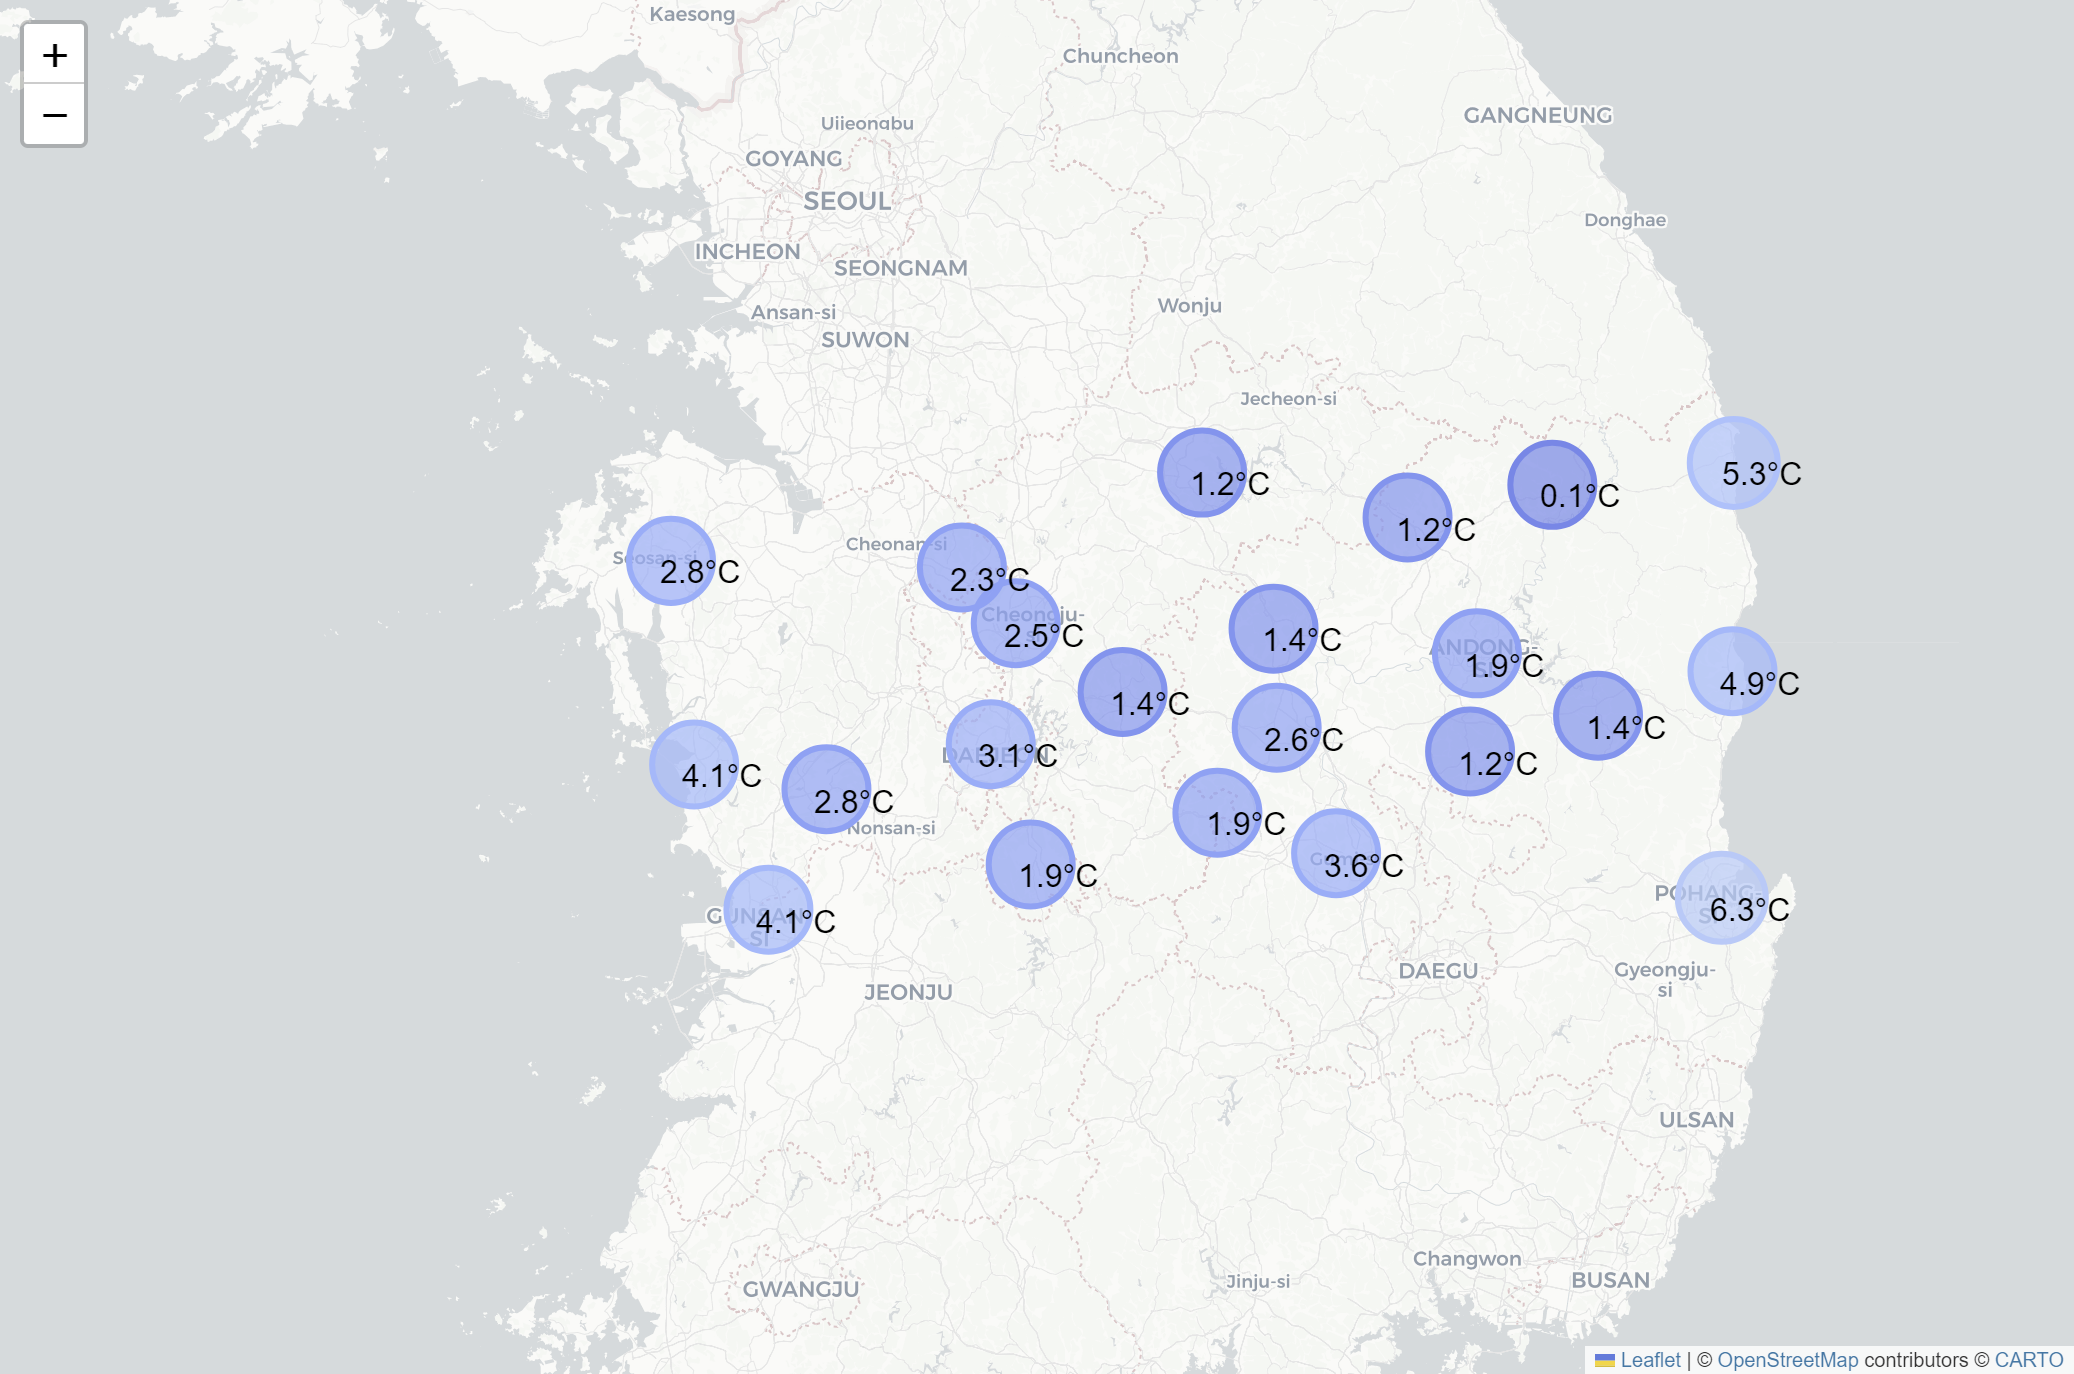 +
−
Kaesong
Chuncheon
GANGNEUNG
Uijeongbu
GOYANG
SEOUL
Donghae
INCHEON
SEONGNAM
Wonju
Ansan-si
SUWON
Jecheon-si
5.3°C
1.2°C
0.1°C
1.2°C
Cheonan-si
Seosan-si
2.8°C
2.3°C
Cheongju-
2.5°C
1.4°C
ANDONG-
SI
1.9°C
4.9°C
1.4°C
1.4°C
2.6°C
DAEJEON
3.1°C
1.2°C
4.1°C
2.8°C
Nonsan-si
1.9°C
3.6°C
1.9°C
POHANG-
6.3°C
GUNSAN-
SI
4.1°C
DAEGU
Gyeongju-
si
JEONJU
ULSAN
Changwon
Jinju-si
BUSAN
GWANGJU
Leaflet | © OpenStreetMap contributors © CARTO